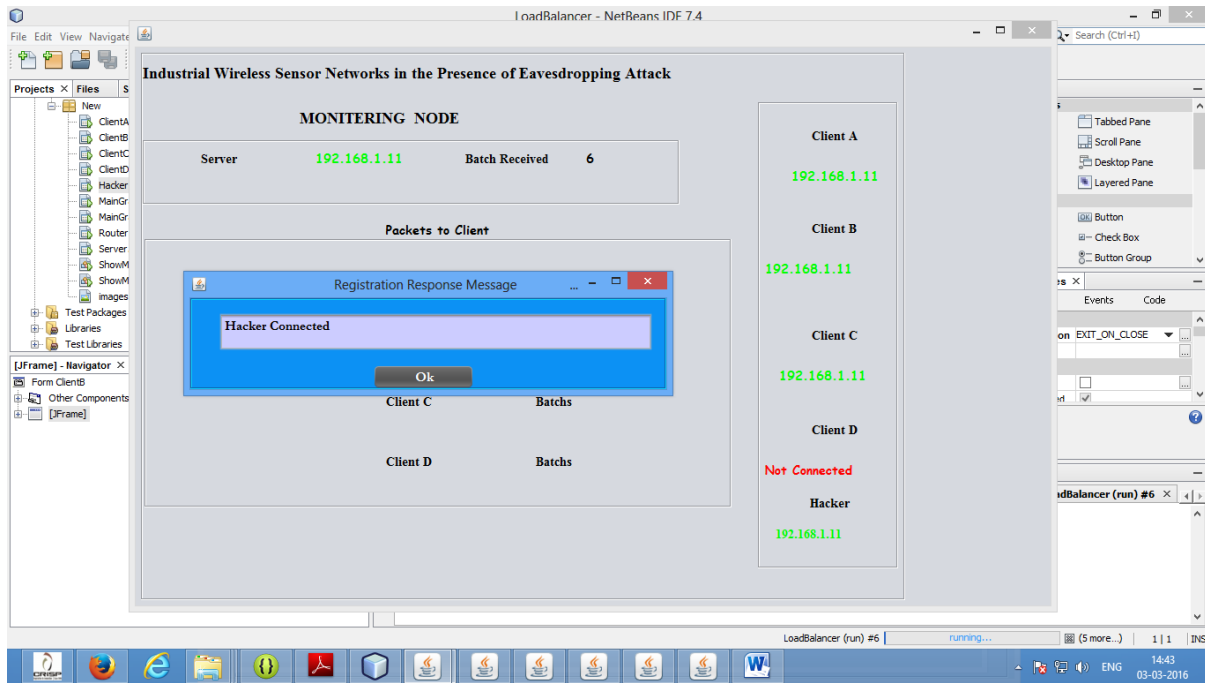 LoadBalancer - NetBeans IDE 7.4
File Edit View Navigate
Search (Ctrl+I)
Projects Files S
New
ClientA
ClientB
ClientC
ClientD
Hacker
MainGr
MainGr
Router
Server
ShowM
ShowM
images
Test Packages
Libraries
Test Libraries
[JFrame] - Navigator
Form ClientB
Other Components
[JFrame]
Industrial Wireless Sensor Networks in the Presence of Eavesdropping Attack
MONITERING NODE
Server 192.168.1.11 Batch Received 6
Packets to Client
Registration Response Message ...
Hacker Connected
Ok
Client C Batchs
Client D Batchs
Client A
192.168.1.11
Client B
192.168.1.11
Client C
192.168.1.11
Client D
Not Connected
Hacker
192.168.1.11
Tabbed Pane
Scroll Pane
Desktop Pane
Layered Pane
OK Button
Check Box
Button Group
Events Code
on EXIT_ON_CLOSE
adBalancer (run) #6
LoadBalancer (run) #6 running... (5 more...) 1 | 1 INS
CRISP
ENG
14:43
03-03-2016